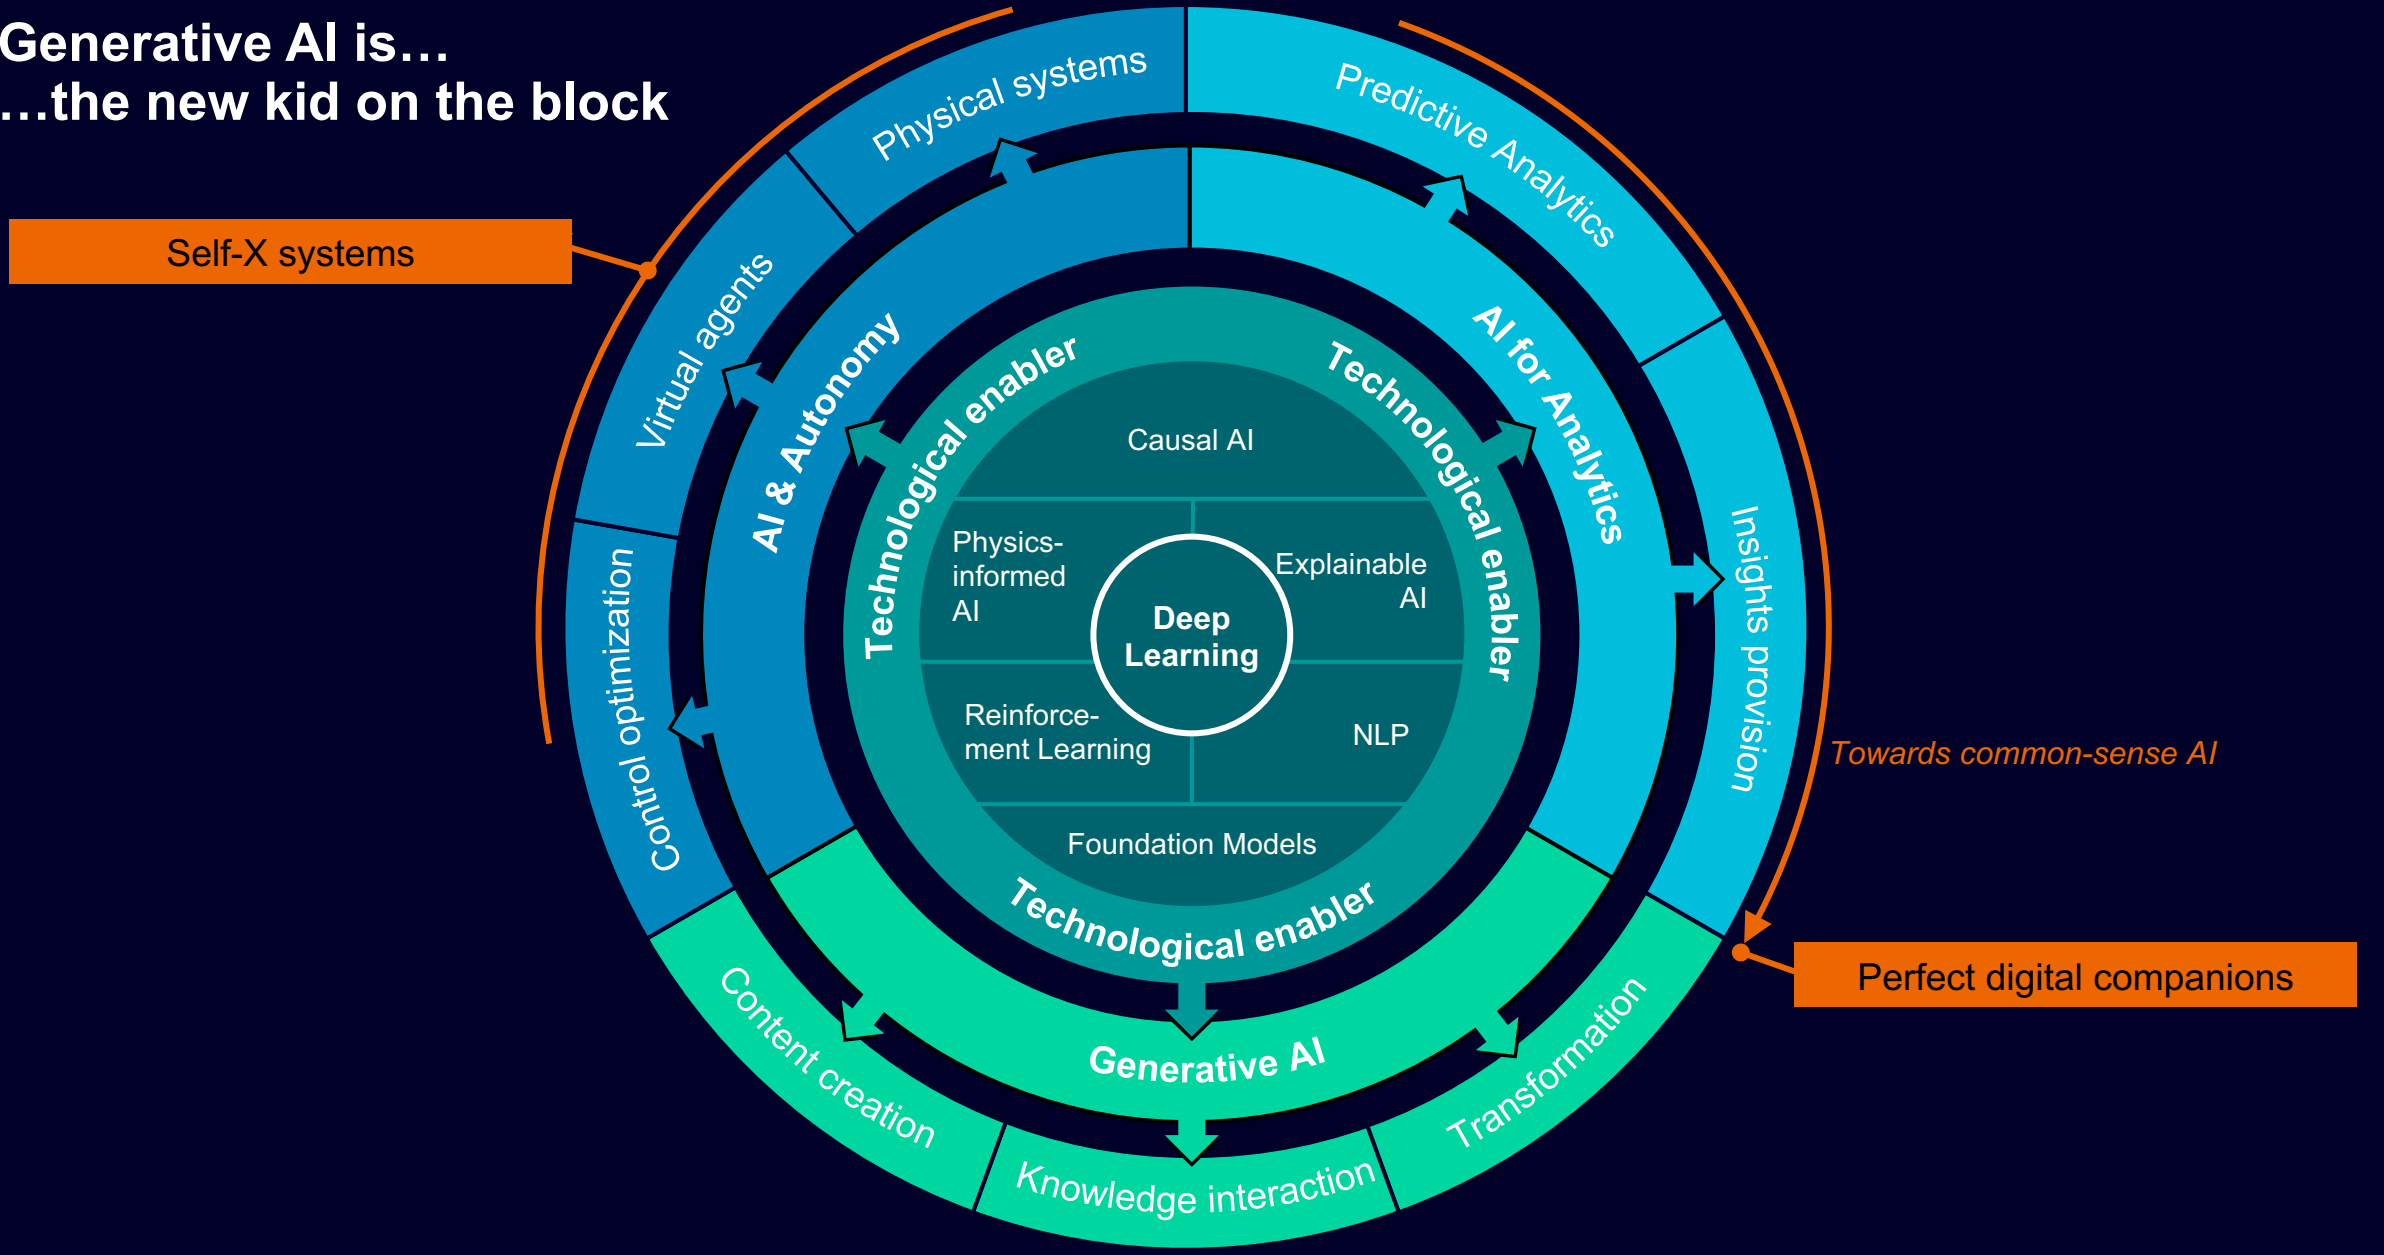 Generative AI is…
…the new kid on the block
Self-X systems
Physical systems
Virtual agents
Control optimization
Predictive Analytics
Insights provision
Towards common-sense AI
Perfect digital companions
AI & Autonomy
AI for Analytics
Technological enabler
Technological enabler
Causal AI
Physics-
informed
AI
Explainable
AI
Deep
Learning
Reinforce-
ment Learning
NLP
Foundation Models
Technological enabler
Generative AI
Content creation
Knowledge interaction
Transformation